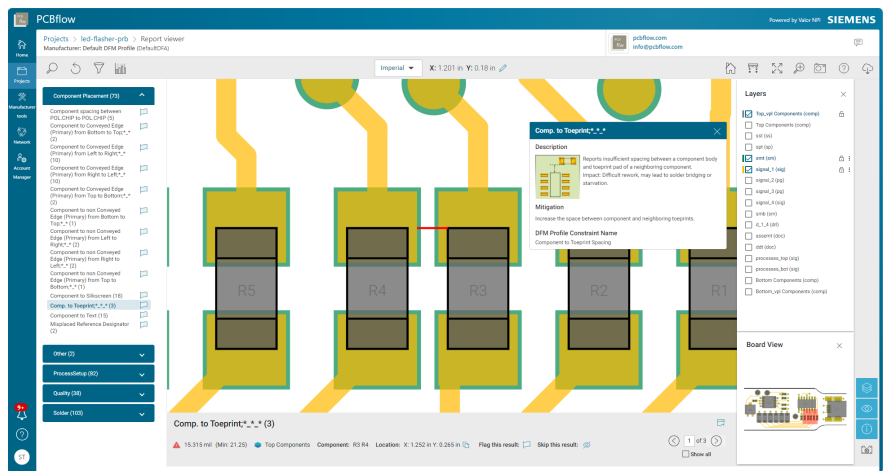 PCBflow
Powered by Valor NPI SIEMENS
Projects > led-flasher-prb > Report viewer
Manufacturer: Default DFM Profile (DefaultDFA)
pcbflow.com
info@pcbflow.com
Home
Projects
Manufacturer
tools
Network
Account
Manager
9+
ST
Imperial
X: 1.201 in Y: 0.18 in
Component Placement (73)
Component spacing between
POL.CHIP to POL.CHIP (5)
Component to Conveyed Edge
(Primary) from Bottom to Top;*_*
(2)
Component to Conveyed Edge
(Primary) from Left to Right;*_*
(10)
Component to Conveyed Edge
(Primary) from Right to Left;*_*
(10)
Component to Conveyed Edge
(Primary) from Top to Bottom;*_*
(2)
Component to non Conveyed
Edge (Primary) from Bottom to
Top;*_* (1)
Component to non Conveyed
Edge (Primary) from Left to
Right;*_* (2)
Component to non Conveyed
Edge (Primary) from Right to
Left;*_* (2)
Component to non Conveyed
Edge (Primary) from Top to
Bottom;*_* (1)
Component to Silkscreen (18)
Comp. to Toeprint;*_*_* (3)
Component to Text (15)
Misplaced Reference Designator
(2)
Other (2)
ProcessSetup (82)
Quality (38)
Solder (103)
R5
R4
R3
R2
R1
Comp. to Toeprint;*_*_*
Description
Reports insufficient spacing between a component body
and toeprint pad of a neighboring component.
Impact: Difficult rework, may lead to solder bridging or
starvation.
Mitigation
Increase the space between component and neighboring toeprints.
DFM Profile Constraint Name
Component to Toeprint Spacing
Layers
Top_vpl Components (comp)
Top Components (comp)
sst (ss)
spt (sp)
smt (sm)
signal_1 (sig)
signal_2 (pg)
signal_3 (pg)
signal_4 (sig)
smb (sm)
d_1_4 (drl)
assemt (doc)
ddt (doc)
processes_top (sig)
processes_bot (sig)
Bottom Components (comp)
Bottom_vpl Components (comp)
Board View
Comp. to Toeprint;*_*_* (3)
15.315 mil (Min: 21.25) Top Components Component: R3 R4 Location: X: 1.252 in Y: 0.265 in Flag this result: Skip this result:
1 of 3
Show all